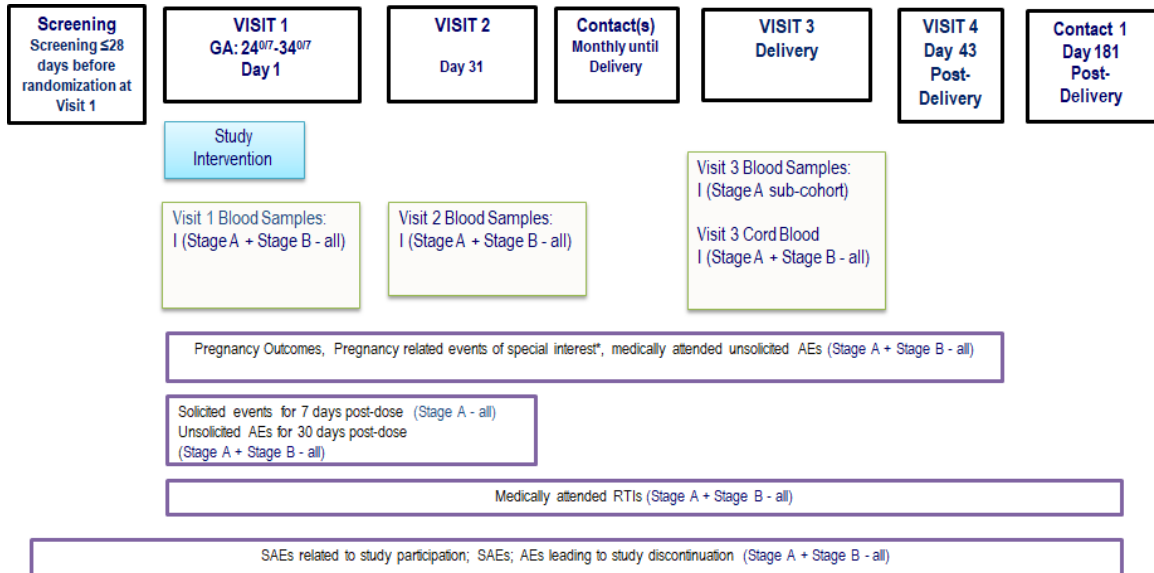 Screening
Screening ≤28
days before
randomization at
Visit 1
VISIT 1
GA: 24⁰/⁷-34⁰/⁷
Day 1
VISIT 2
Day 31
Contact(s)
Monthly until
Delivery
VISIT 3
Delivery
VISIT 4
Day 43
Post-
Delivery
Contact 1
Day 181
Post-
Delivery
Study
Intervention
Visit 1 Blood Samples:
I (Stage A + Stage B - all)
Visit 2 Blood Samples:
I (Stage A + Stage B - all)
Visit 3 Blood Samples:
I (Stage A sub-cohort)
Visit 3 Cord Blood
I (Stage A + Stage B - all)
Pregnancy Outcomes, Pregnancy related events of special interest*, medically attended unsolicited AEs (Stage A + Stage B - all)
Solicited events for 7 days post-dose (Stage A - all)
Unsolicited AEs for 30 days post-dose
(Stage A + Stage B - all)
Medically attended RTIs (Stage A + Stage B - all)
SAEs related to study participation; SAEs; AEs leading to study discontinuation (Stage A + Stage B - all)